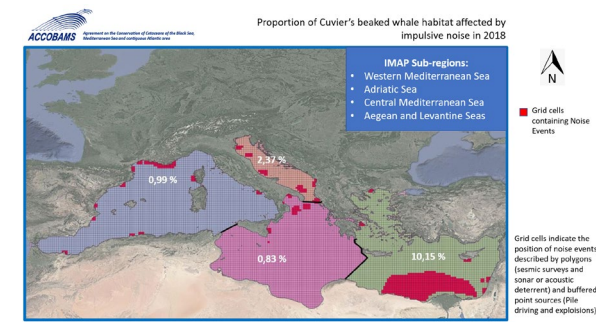 ACCOBAMS
Agreement on the Conservation of Cetaceans of the Black Sea,
Mediterranean Sea and contiguous Atlantic area
Proportion of Cuvier's beaked whale habitat affected by
impulsive noise in 2018
IMAP Sub-regions:
• Western Mediterranean Sea
• Adriatic Sea
• Central Mediterranean Sea
• Aegean and Levantine Seas
N
Grid cells
containing Noise
Events
2,37 %
0,99 %
0,83 %
10,15 %
Grid cells indicate the
position of noise events
described by polygons
(sesmic surveys and
sonar or acoustic
deterrent) and buffered
point sources (Pile
driving and exploisions)